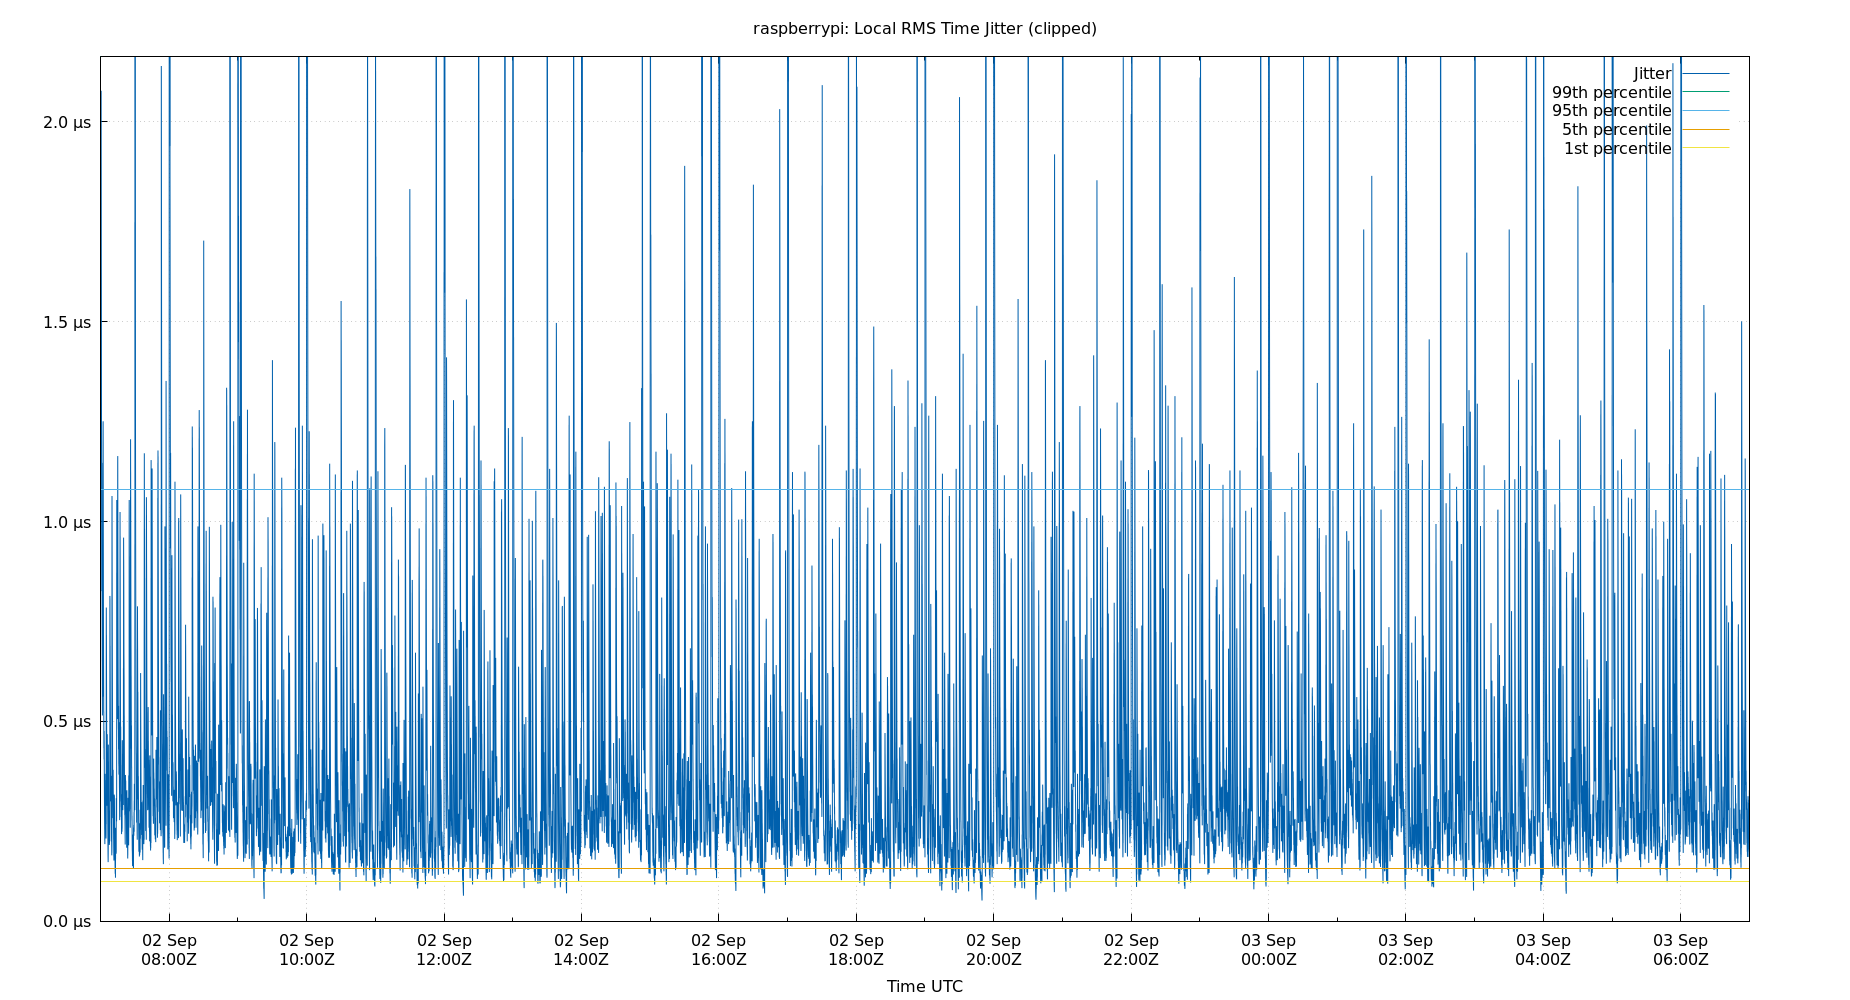 raspberrypi: Local RMS Time Jitter (clipped)
Jitter
99th percentile
95th percentile
5th percentile
1st percentile
2.0 µs
1.5 µs
1.0 µs
0.5 µs
0.0 µs
02 Sep 02 Sep 02 Sep 02 Sep 02 Sep 02 Sep 02 Sep 02 Sep 03 Sep 03 Sep 03 Sep 03 Sep
08:00Z 10:00Z 12:00Z 14:00Z 16:00Z 18:00Z 20:00Z 22:00Z 00:00Z 02:00Z 04:00Z 06:00Z
Time UTC